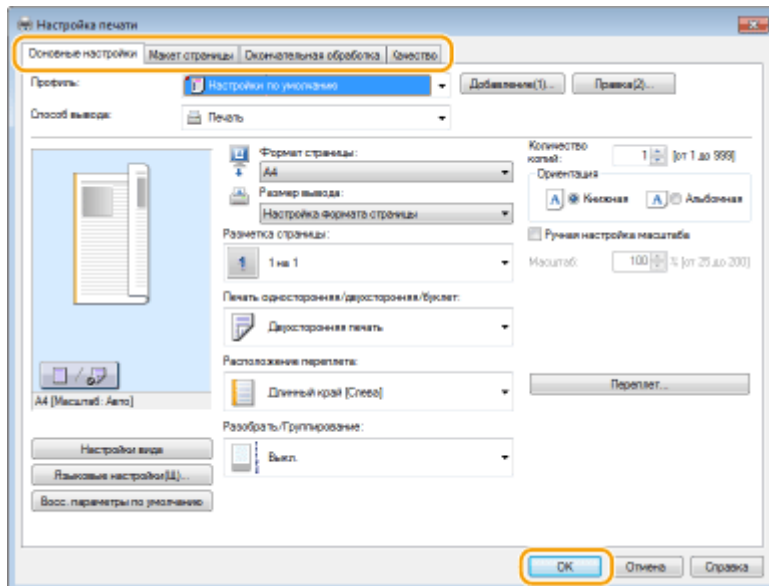 Настройка печати
Основные настройки Макет страницы Окончательная обработка Качество
Профиль: Настройки по умолчанию Добавление(1)... Правка(2)...
Способ вывода: Печать
Формат страницы:
A4
Размер вывода:
Настройка формата страницы
Разметка страницы:
1 1 на 1
Печать односторонняя/двухсторонняя/буклет:
Двухсторонняя печать
Расположение переплета:
Длинный край [Слева]
Разобрать/Группирование:
Выкл.
Количество
копий: 1 [от 1 до 999]
Ориентация
A Книжная A Альбомная
Ручная настройка масштаба
Масштаб: 100 % [от 25 до 200]
Переплет...
A4 [Масштаб: Авто]
Настройки вида
Языковые настройки(Ц)...
Восс. параметры по умолчанию
OK Отмена Справка